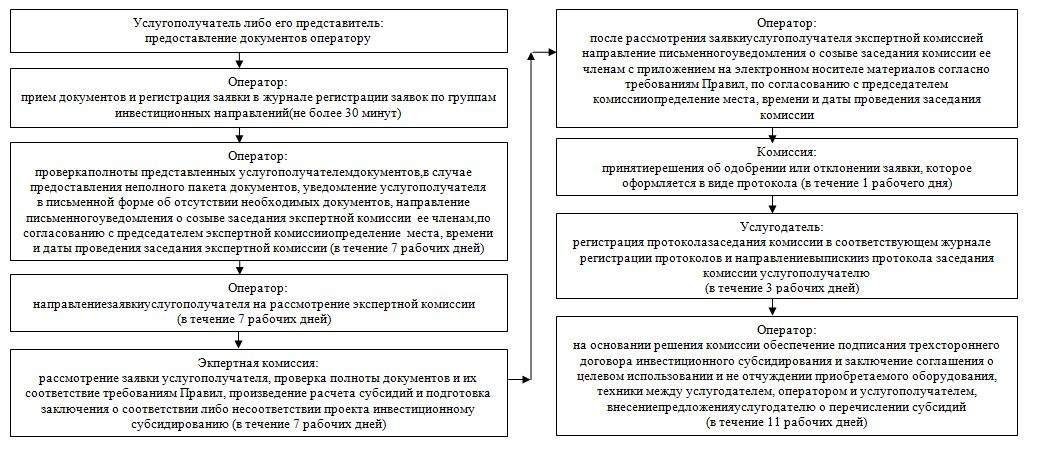 Услугополучатель либо его представитель:
предоставление документов оператору
Оператор:
прием документов и регистрация заявки в журнале регистрации заявок по группам
инвестиционных направлений(не более 30 минут)
Оператор:
проверкаполноты представленных услугополучателемдокументов,в случае
предоставления неполного пакета документов, уведомление услугополучателя
в письменной форме об отсутствии необходимых документов, направление
письменногоуведомления о созыве заседания экспертной комиссии ее членам,по
согласованию с председателем экспертной комиссииопределение места, времени
и даты проведения заседания экспертной комиссии (в течение 7 рабочих дней)
Оператор:
направлениезаявкиуслугополучателя на рассмотрение экспертной комиссии
(в течение 7 рабочих дней)
Экпертная комиссия:
рассмотрение заявки услугополучателя, проверка полноты документов и их
соответствие требованиям Правил, произведение расчета субсидий и подготовка
заключения о соответствии либо несоответствии проекта инвестиционному
субсидированию (в течение 7 рабочих дней)
Оператор:
после рассмотрения заявкиуслугополучателя экспертной комиссией
направление письменногоуведомления о созыве заседания комиссии ее
членам с приложением на электронном носителе материалов согласно
требованиям Правил, по согласованию с председателем
комиссииопределение места, времени и даты проведения заседания
комиссии
Комиссия:
принятиерешения об одобрении или отклонении заявки, которое
оформляется в виде протокола (в течение 1 рабочего дня)
Услугодатель:
регистрация протоколазаседания комиссии в соответствующем журнале
регистрации протоколов и направлениевыпискииз протокола заседания
комиссии услугополучателю
(в течение 3 рабочих дней)
Оператор:
на основании решения комиссии обеспечение подписания трехстороннего
договора инвестиционного субсидирования и заключение соглашения о
целевом использовании и не отчуждении приобретаемого оборудования,
техники между услугодателем, оператором и услугополучателем,
внесениепредложенияуслугодателю о перечислении субсидий
(в течение 11 рабочих дней)